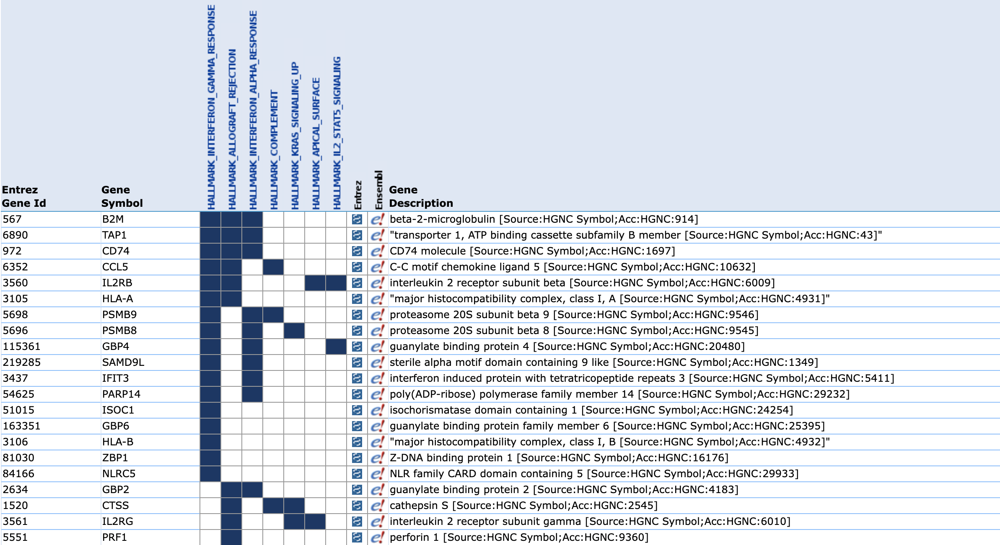 HALLMARK_INTERFERON_GAMMA_RESPONSE
HALLMARK_ALLOGRAFT_REJECTION
HALLMARK_INTERFERON_ALPHA_RESPONSE
HALLMARK_COMPLEMENT
HALLMARK_KRAS_SIGNALING_UP
HALLMARK_APICAL_SURFACE
HALLMARK_IL2_STAT5_SIGNALING
Entrez
Ensembl
Entrez Gene Gene
Gene Id Symbol Description
567 B2M e! beta-2-microglobulin [Source:HGNC Symbol;Acc:HGNC:914]
6890 TAP1 e! "transporter 1, ATP binding cassette subfamily B member [Source:HGNC Symbol;Acc:HGNC:43]"
972 CD74 e! CD74 molecule [Source:HGNC Symbol;Acc:HGNC:1697]
6352 CCL5 e! C-C motif chemokine ligand 5 [Source:HGNC Symbol;Acc:HGNC:10632]
3560 IL2RB e! interleukin 2 receptor subunit beta [Source:HGNC Symbol;Acc:HGNC:6009]
3105 HLA-A e! "major histocompatibility complex, class I, A [Source:HGNC Symbol;Acc:HGNC:4931]"
5698 PSMB9 e! proteasome 20S subunit beta 9 [Source:HGNC Symbol;Acc:HGNC:9546]
5696 PSMB8 e! proteasome 20S subunit beta 8 [Source:HGNC Symbol;Acc:HGNC:9545]
115361 GBP4 e! guanylate binding protein 4 [Source:HGNC Symbol;Acc:HGNC:20480]
219285 SAMD9L e! sterile alpha motif domain containing 9 like [Source:HGNC Symbol;Acc:HGNC:1349]
3437 IFIT3 e! interferon induced protein with tetratricopeptide repeats 3 [Source:HGNC Symbol;Acc:HGNC:5411]
54625 PARP14 e! poly(ADP-ribose) polymerase family member 14 [Source:HGNC Symbol;Acc:HGNC:29232]
51015 ISOC1 e! isochorismatase domain containing 1 [Source:HGNC Symbol;Acc:HGNC:24254]
163351 GBP6 e! guanylate binding protein family member 6 [Source:HGNC Symbol;Acc:HGNC:25395]
3106 HLA-B e! "major histocompatibility complex, class I, B [Source:HGNC Symbol;Acc:HGNC:4932]"
81030 ZBP1 e! Z-DNA binding protein 1 [Source:HGNC Symbol;Acc:HGNC:16176]
84166 NLRC5 e! NLR family CARD domain containing 5 [Source:HGNC Symbol;Acc:HGNC:29933]
2634 GBP2 e! guanylate binding protein 2 [Source:HGNC Symbol;Acc:HGNC:4183]
1520 CTSS e! cathepsin S [Source:HGNC Symbol;Acc:HGNC:2545]
3561 IL2RG e! interleukin 2 receptor subunit gamma [Source:HGNC Symbol;Acc:HGNC:6010]
5551 PRF1 e! perforin 1 [Source:HGNC Symbol;Acc:HGNC:9360]